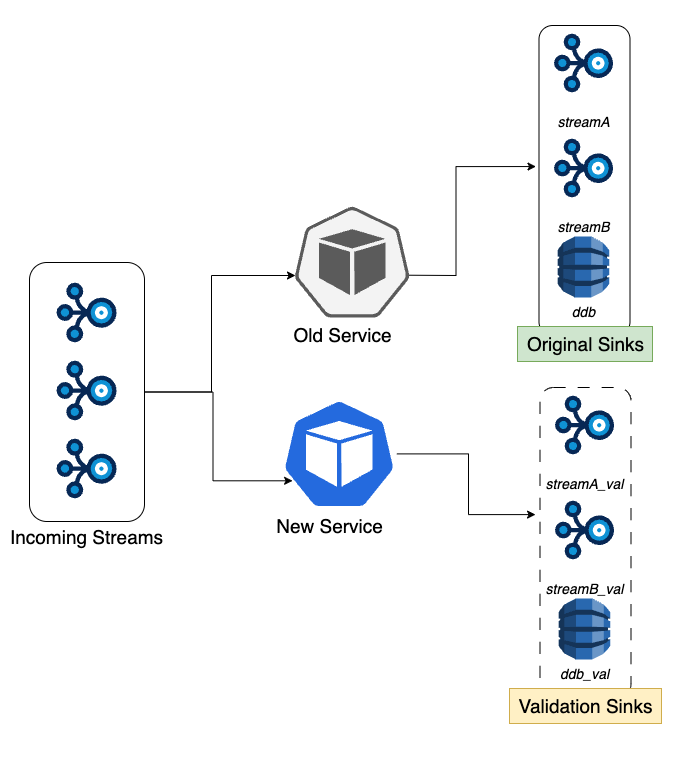 streamA
streamB
ddb
Original Sinks
Old Service
Incoming Streams
New Service
streamA_val
streamB_val
ddb_val
Validation Sinks